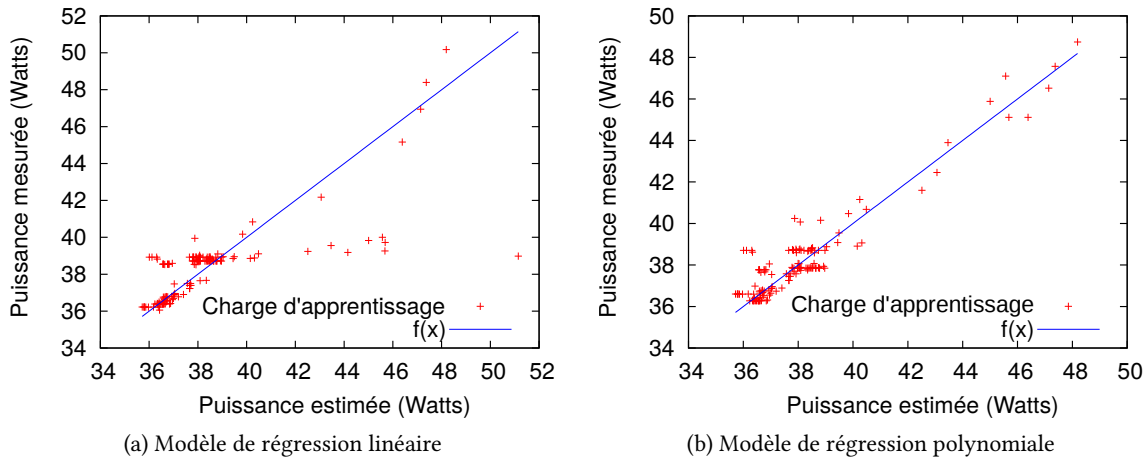 52
50
48
46
44
42
40
38
36
34
34 36 38 40 42 44 46 48 50 52
Puissance mesurée (Watts)
Puissance estimée (Watts)
Charge d'apprentissage
f(x)
(a) Modèle de régression linéaire
50
48
46
44
42
40
38
36
34
34 36 38 40 42 44 46 48 50
Puissance mesurée (Watts)
Puissance estimée (Watts)
Charge d'apprentissage
f(x)
(b) Modèle de régression polynomiale